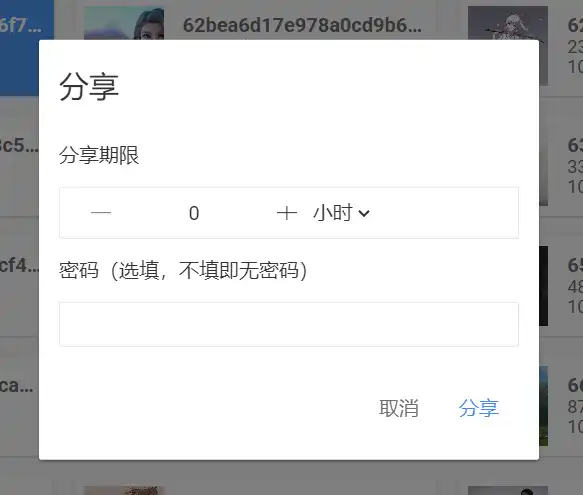 6f7...
62bea6d17e978a0cd9b6...
62
23
10
分享
分享期限
c5...
63
33
10
— 0 + 小时
cf4...
密码（选填，不填即无密码）
65
48
10
ca...
66
87
10
取消 分享